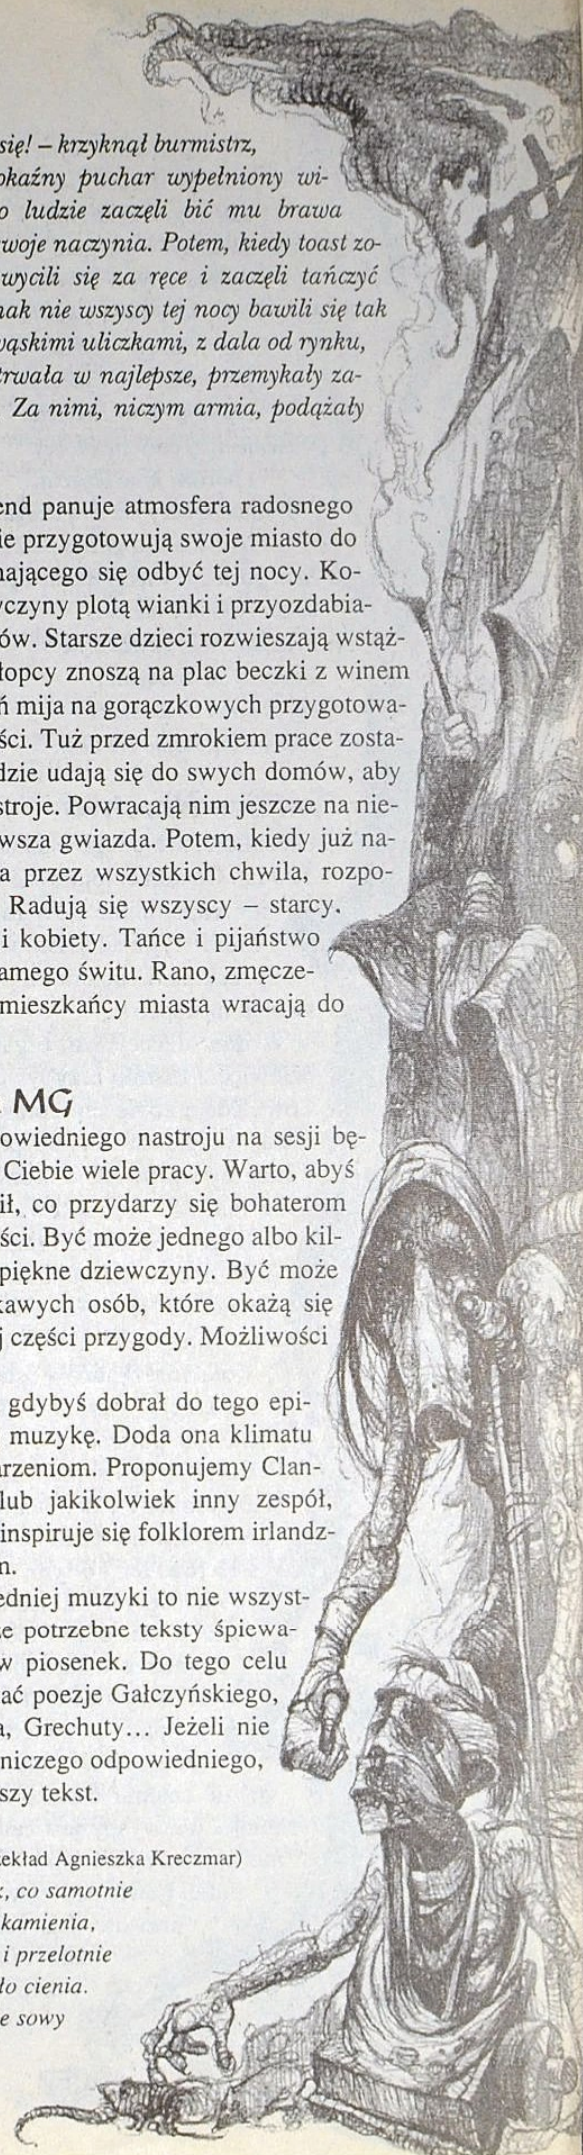 się! – krzyknął burmistrz,
okaźny puchar wypełniony wi-
o ludzie zaczęli bić mu brawa
woje naczynia. Potem, kiedy toast zo-
wycili się za ręce i zaczęli tańczyć
nak nie wszyscy tej nocy bawili się tak
wąskimi uliczkami, z dala od rynku,
trwała w najlepsze, przemykały za-
Za nimi, niczym armia, podążały
end panuje atmosfera radosnego
ie przygotowują swoje miasto do
nającego się odbyć tej nocy. Ko-
yczyny plotą wianki i przyozdabia-
ów. Starsze dzieci rozwieszają wstąż-
łopcy znoszą na plac beczki z winem
ń mija na gorączkowych przygotowa-
ści. Tuż przed zmrokiem prace zosta-
dzie udają się do swych domów, aby
stroje. Powracają nim jeszcze na nie-
wsza gwiazda. Potem, kiedy już na-
a przez wszystkich chwila, rozpo-
Radują się wszyscy – starcy,
i kobiety. Tańce i pijaństwo
amego świtu. Rano, zmęcze-
mieszkańcy miasta wracają do
MG
owiedniego nastroju na sesji bę-
Ciebie wiele pracy. Warto, abyś
ił, co przydarzy się bohaterom
ści. Być może jednego albo kil-
piękne dziewczyny. Być może
kawych osób, które okażą się
j części przygody. Możliwości
gdybyś dobrał do tego epi-
muzykę. Doda ona klimatu
arzeniom. Proponujemy Clan-
lub jakikolwiek inny zespół,
inspiruje się folklorem irlandz-
m.
edniej muzyki to nie wszyst-
ze potrzebne teksty śpiewa-
w piosenek. Do tego celu
ać poezje Gałczyńskiego,
a, Grechuty... Jeżeli nie
niczego odpowiedniego,
szy tekst.
ekład Agnieszka Kreczmar)
k, co samotnie
kamienia,
i przelotnie
ło cienia.
e sowy